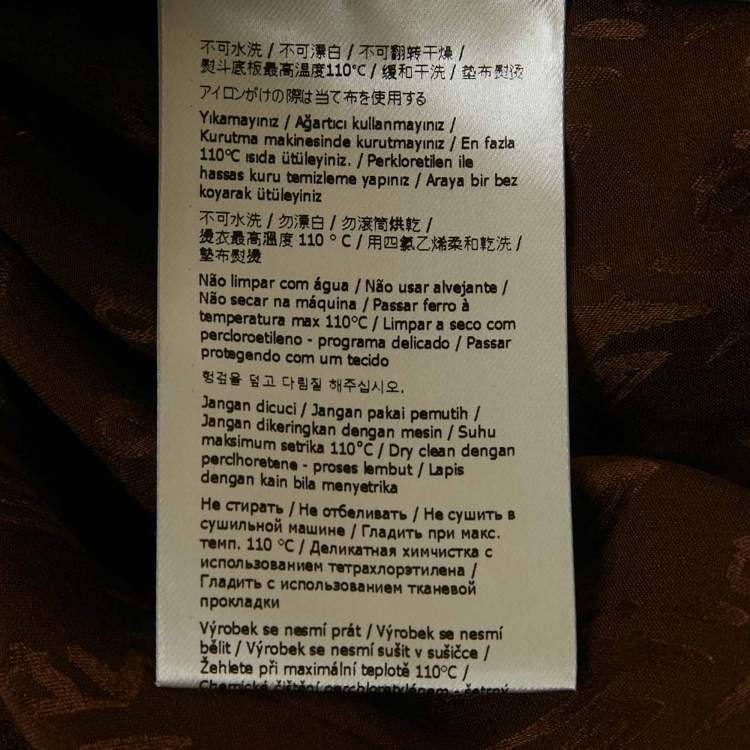 不可水洗 / 不可漂白 / 不可翻转干燥 /
熨斗底板最高温度110°C / 缓和干洗 / 垫布熨烫
アイロンがけの際は当て布を使用する
Yıkamayınız / Ağartıcı kullanmayınız /
Kurutma makinesinde kurutmayınız / En fazla
110°C ısıda ütüleyiniz. / Perkloretilen ile
hassas kuru temizleme yapınız / Araya bir bez
koyarak ütüleyiniz
不可水洗 / 勿漂白 / 勿滾筒烘乾 /
燙衣最高溫度 110 ° C / 用四氯乙烯柔和乾洗 /
墊布熨燙
Não limpar com água / Não usar alvejante /
Não secar na máquina / Passar ferro à
temperatura max 110°C / Limpar a seco com
percloroetileno - programa delicado / Passar
protegendo com um tecido
헝겊을 덮고 다림질 해주십시오.
Jangan dicuci / Jangan pakai pemutih /
Jangan dikeringkan dengan mesin / Suhu
maksimum setrika 110°C / Dry clean dengan
perclhoretene - proses lembut / Lapis
dengan kain bila menyetrika
Не стирать / Не отбеливать / Не сушить в
сушильной машине / Гладить при макс.
темп. 110 °C / Деликатная химчистка с
использованием тетрахлорэтилена /
Гладить с использованием тканевой
прокладки
Výrobek se nesmí prát / Výrobek se nesmí
bělit / Výrobek se nesmí sušit v sušičce /
Žehlete při maximální teplotě 110°C /
Chemické čištění perchloretylénem - šetrný